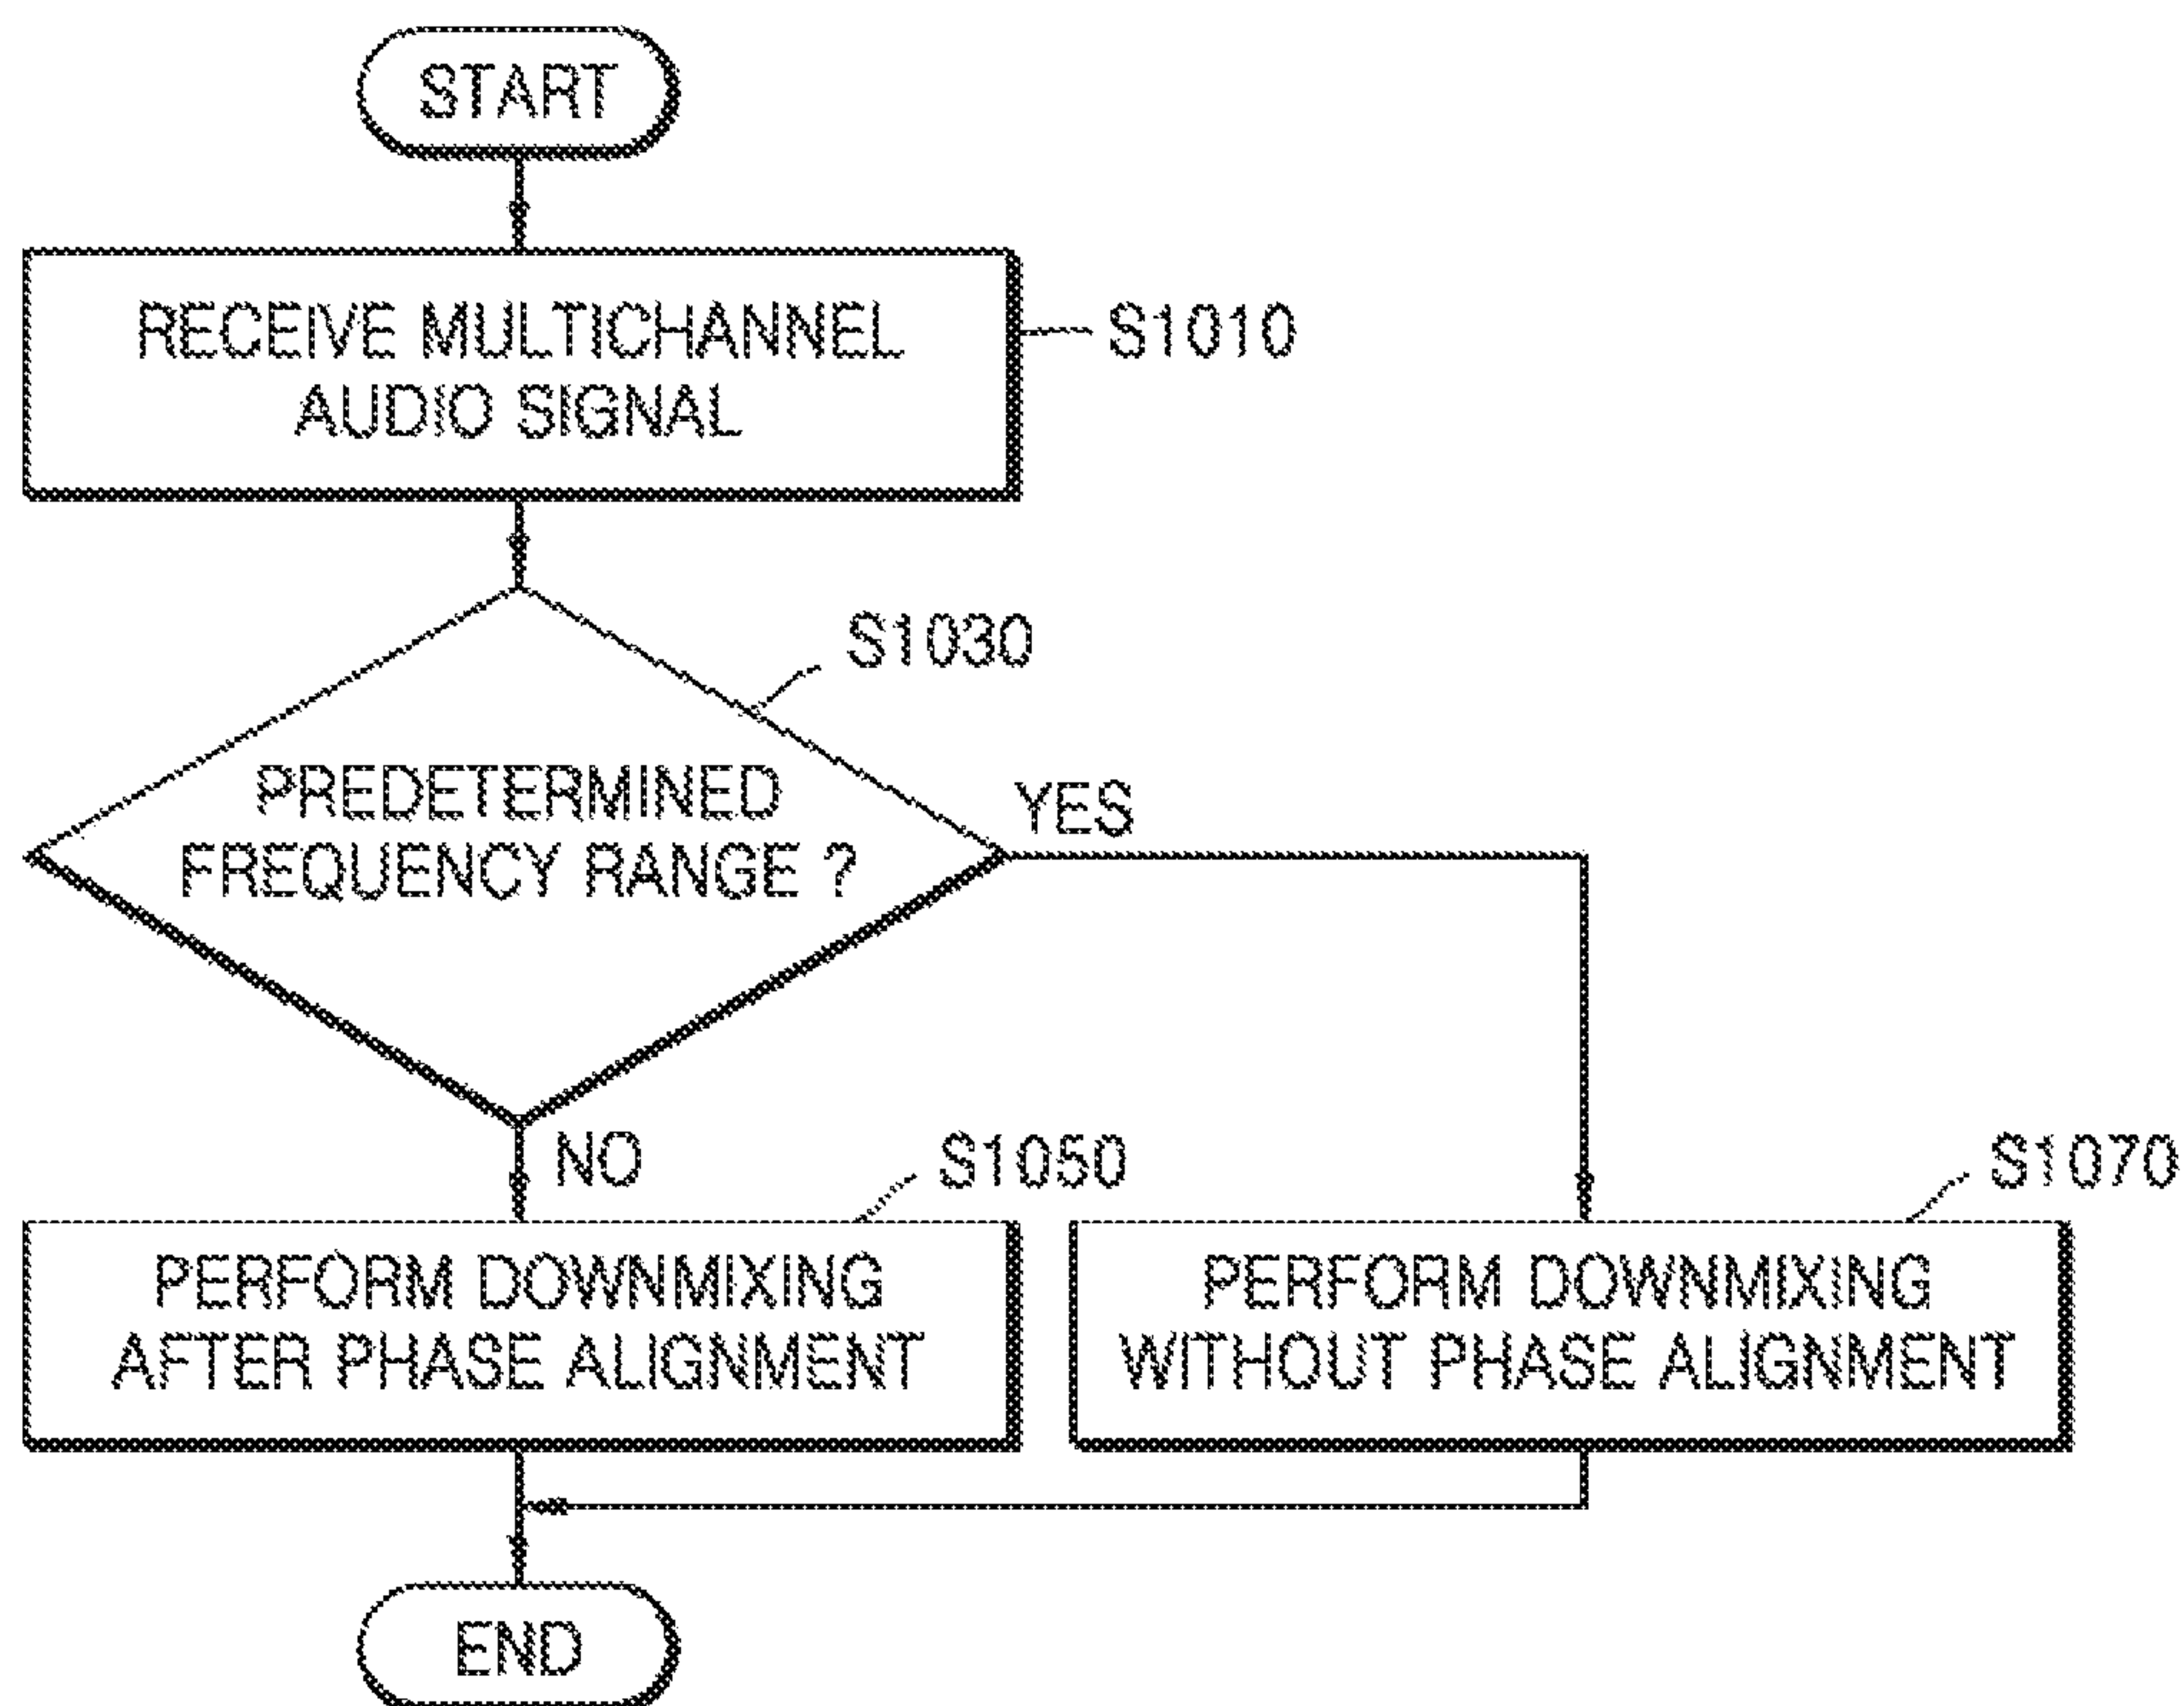 START
RECEIVE MULTICHANNEL
AUDIO SIGNAL
S1010
S1030
PREDETERMINED
FREQUENCY RANGE ?
YES
NO
S1050
S1070
PERFORM DOWNMIXING
AFTER PHASE ALIGNMENT
PERFORM DOWNMIXING
WITHOUT PHASE ALIGNMENT
END